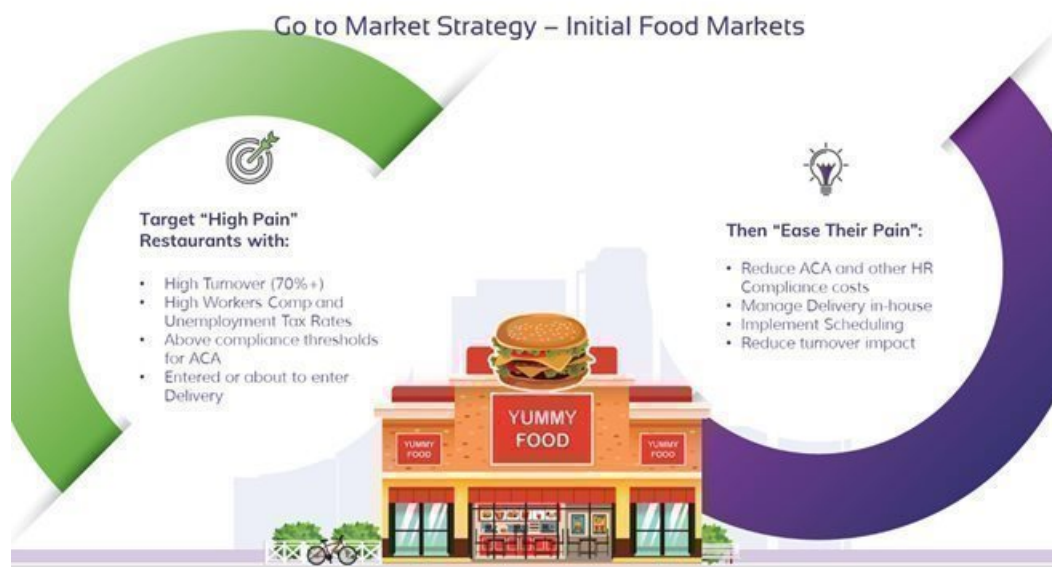 Go to Market Strategy – Initial Food Markets
Target “High Pain”
Restaurants with:
• High Turnover (70%+)
• High Workers Comp and
Unemployment Tax Rates
• Above compliance thresholds
for ACA
• Entered or about to enter
Delivery
Then “Ease Their Pain”:
• Reduce ACA and other HR
Compliance costs
• Manage Delivery in-house
• Implement Scheduling
• Reduce turnover impact
YUMMY
FOOD
YUMMY
FOOD
YUMMY
FOOD